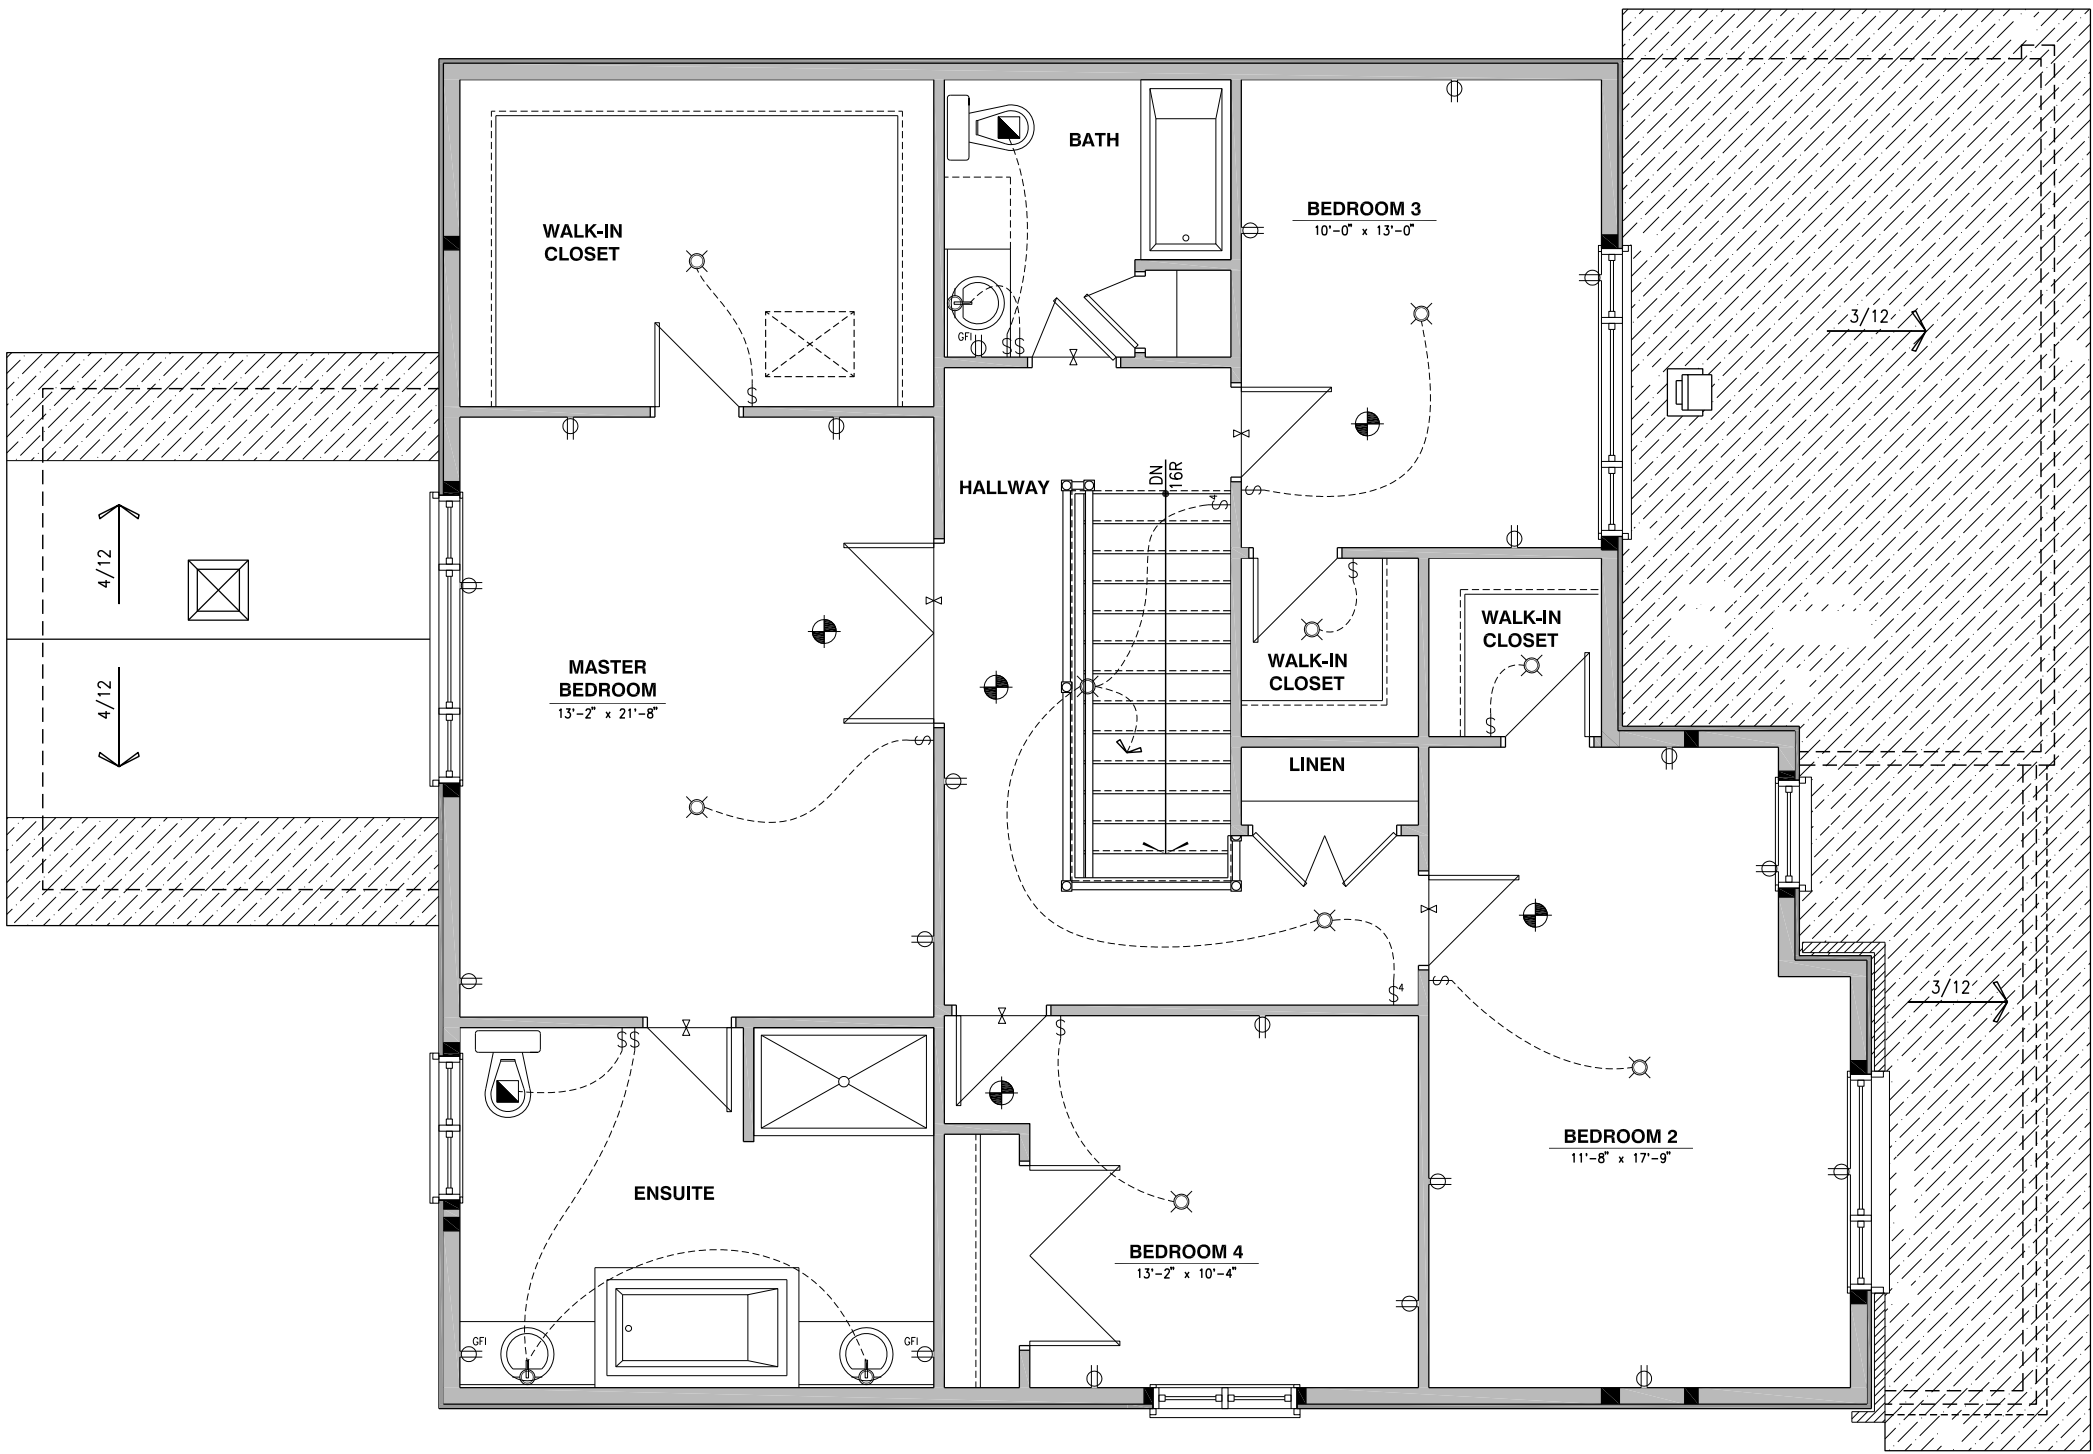 BATH
BEDROOM 3
10'-0" x 13'-0"
WALK-IN
CLOSET
3/12
GFI
S
S
S
HALLWAY
DN
16R
S
S4
4/12
S
WALK-IN
CLOSET
WALK-IN
CLOSET
MASTER
BEDROOM
13'-2" x 21'-8"
4/12
S
S
LINEN
S
S4
3/12
S
S
S
BEDROOM 2
11'-8" x 17'-9"
ENSUITE
BEDROOM 4
13'-2" x 10'-4"
GFI
GFI